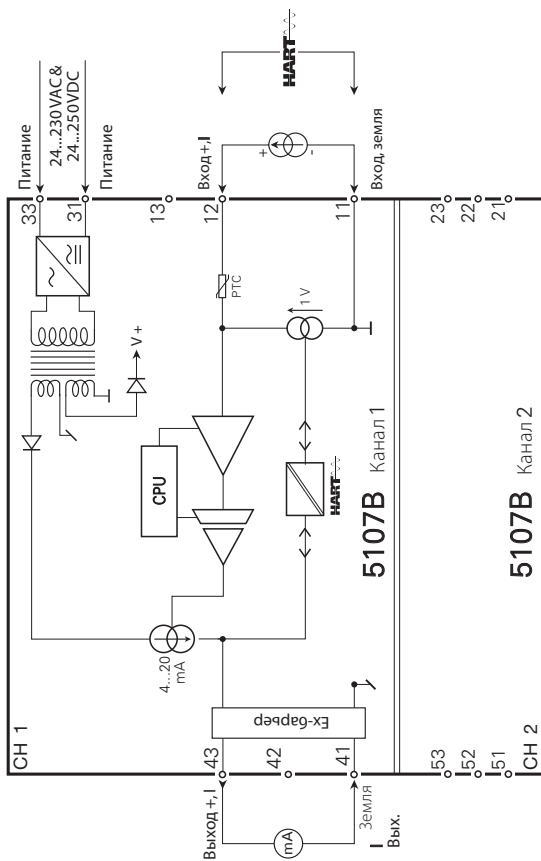 CH 1
33
31
13
12
11
23
22
21
Питание
24...230 VAC &
24...250VDC
Питание
Вход +, I
Вход, земля
HART
+
-
V +
PTC
1 V
CPU
HART
4...20
mA
Ex-барьер
5107B Канал 1
43
42
41
Выход +, I
mA
Земля
I
Вых.
5107B Канал 2
53
52
51
CH 2